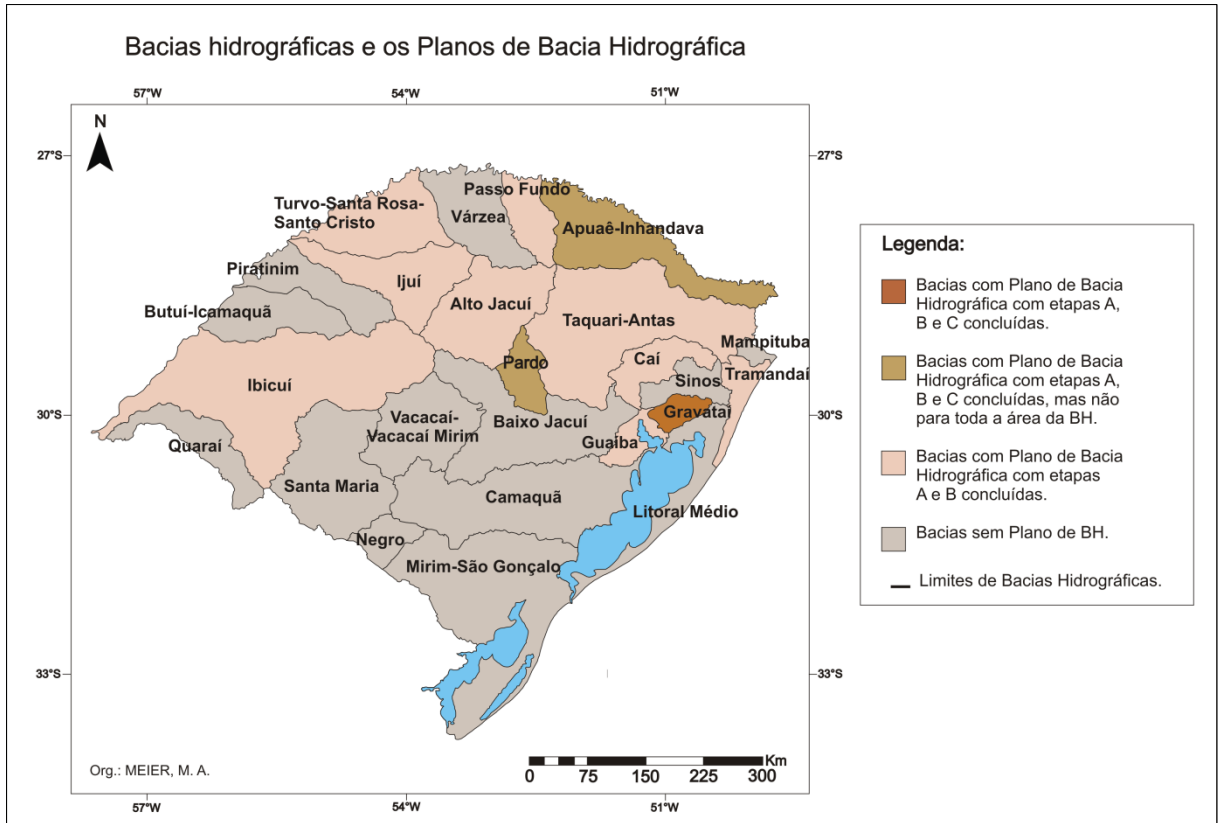 Bacias hidrográficas e os Planos de Bacia Hidrográfica
57°W
54°W
51°W
N
27°S
27°S
Passo Fundo
Turvo-Santa Rosa-
Santo Cristo
Várzea
Apuaê-Inhandava
Piratinim
Ijuí
Butuí-Icamaquã
Alto Jacuí
Taquari-Antas
Mampituba
Caí
Pardo
Tramandaí
Sinos
Ibicuí
30°S
30°S
Gravataí
Vacacaí-
Vacacaí Mirim
Baixo Jacuí
Quaraí
Guaíba
Santa Maria
Camaquã
Litoral Médio
Negro
Mirim-São Gonçalo
33°S
33°S
Org.: MEIER, M. A.
Km
0 75 150 225 300
57°W
54°W
51°W
Legenda:
Bacias com Plano de Bacia
Hidrográfica com etapas A,
B e C concluídas.
Bacias com Plano de Bacia
Hidrográfica com etapas A,
B e C concluídas, mas não
para toda a área da BH.
Bacias com Plano de Bacia
Hidrográfica com etapas
A e B concluídas.
Bacias sem Plano de BH.
Limites de Bacias Hidrográficas.